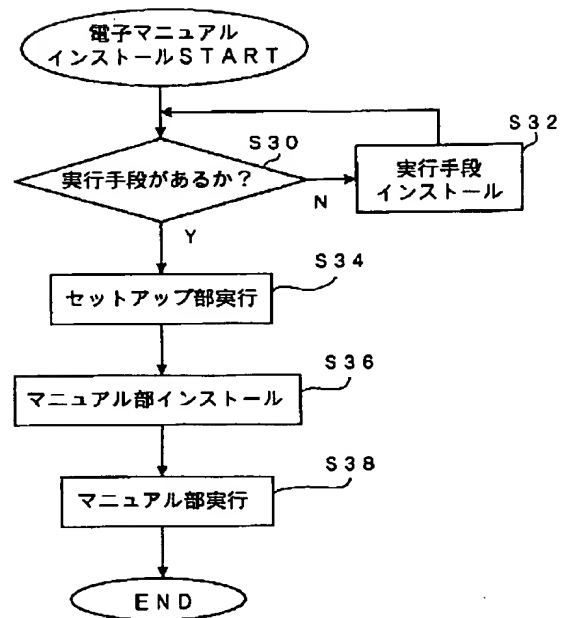 電子マニュアル
インストールSTART
S30
S32
実行手段があるか?
実行手段
インストール
N
Y
S34
セットアップ部実行
S36
マニュアル部インストール
S38
マニュアル部実行
END